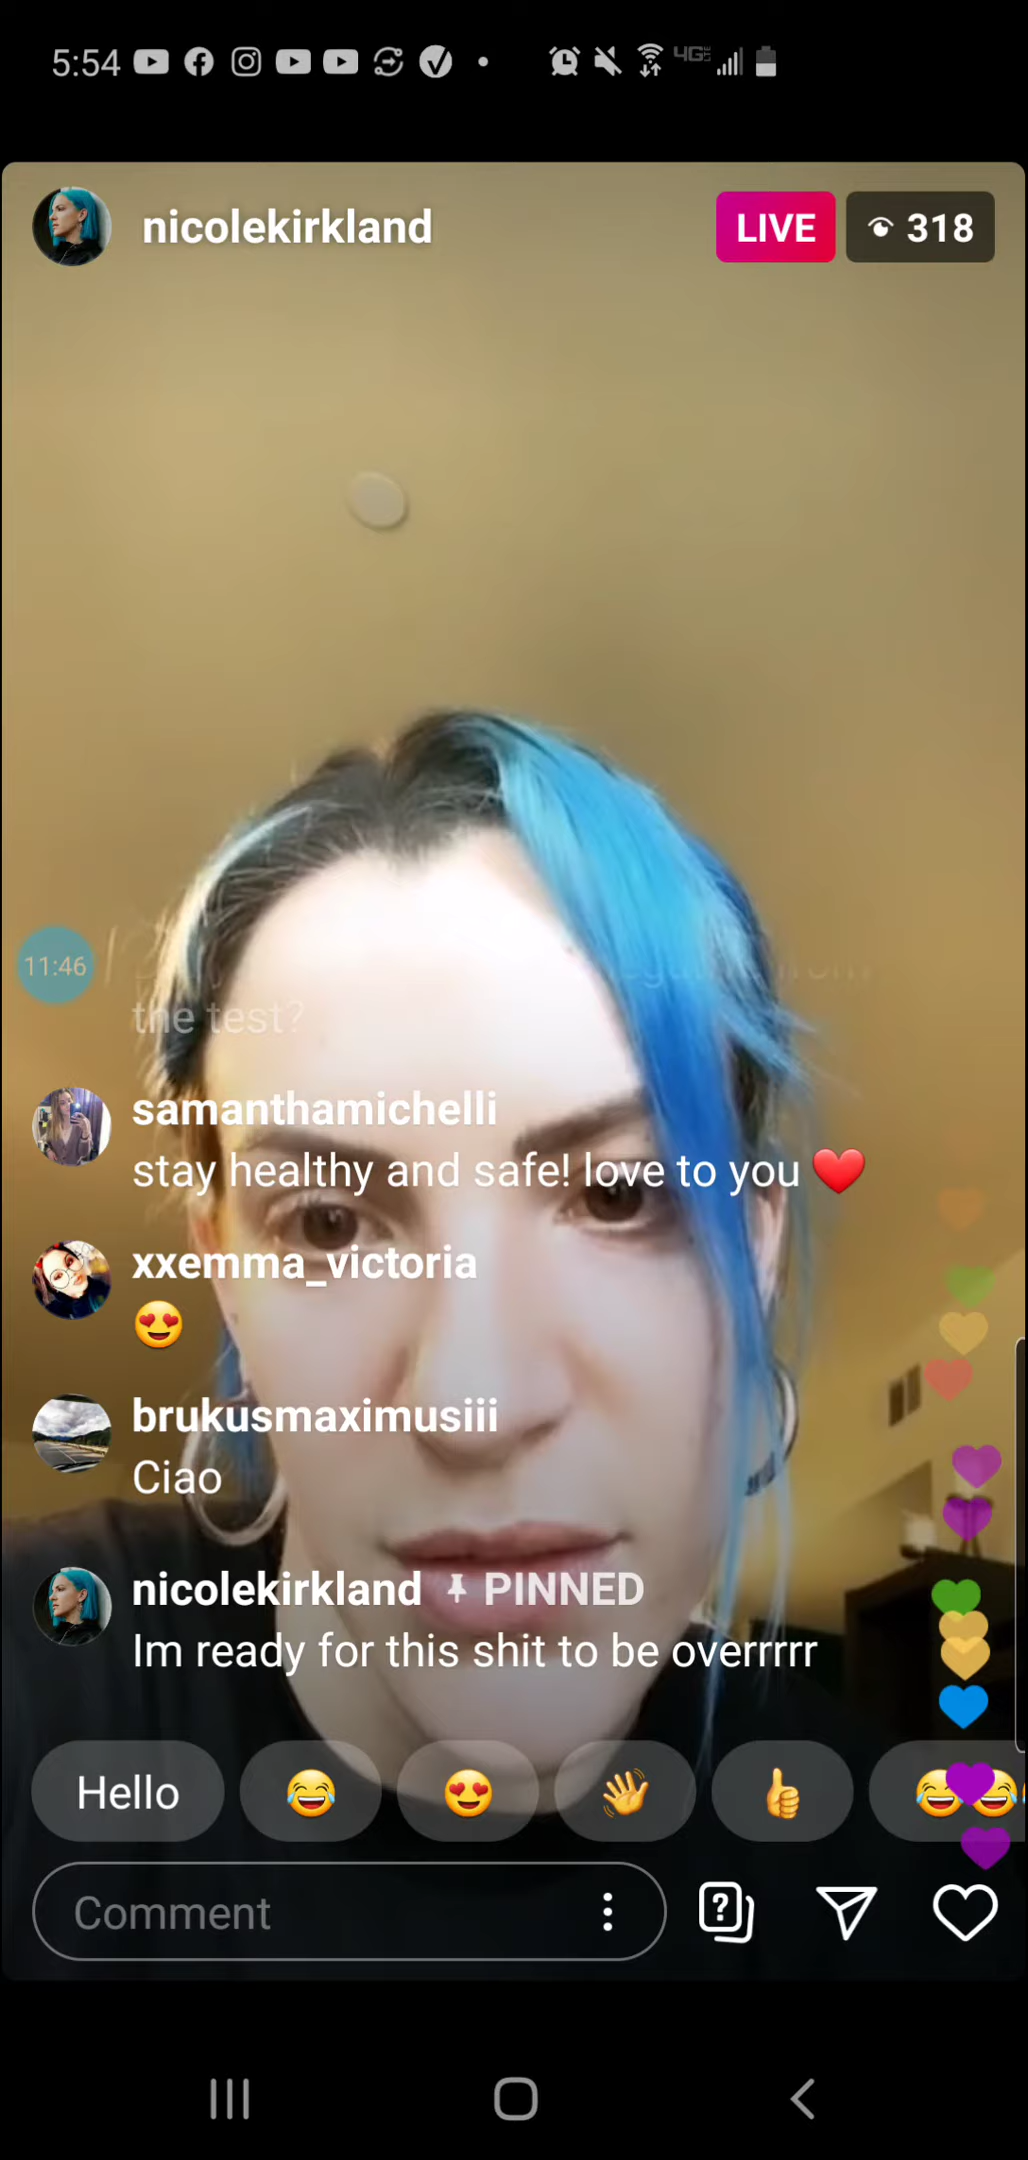 5:54
4GE
nicolekirkland
LIVE
318
11:46
the test?
samanthamichelli
stay healthy and safe! love to you ❤️
xxemma_victoria
😍
brukusmaximusiii
Ciao
nicolekirkland PINNED
Im ready for this shit to be overrrrr
Hello 😂 😍 👋 👍 😂😂
Comment